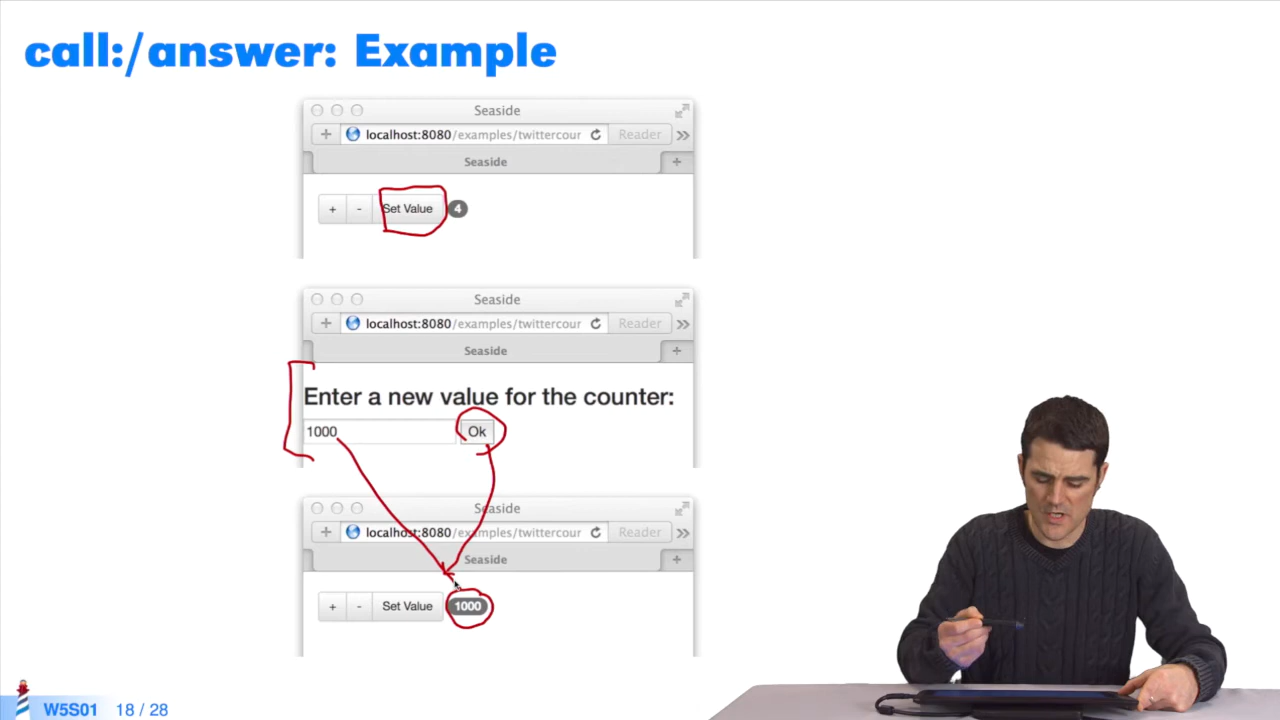 call:/answer: Example
Seaside
+ localhost:8080/examples/twittercour Reader »
Seaside +
+ - Set Value 4
Seaside
+ localhost:8080/examples/twittercour Reader »
Seaside +
Enter a new value for the counter:
1000 Ok
Seaside
+ localhost:8080/examples/twittercour Reader »
Seaside +
+ - Set Value 1000
W5S01 18 / 28